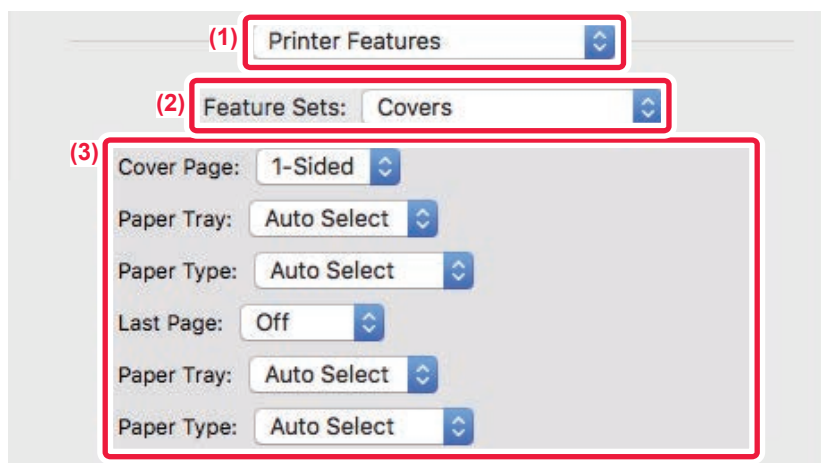 (1) Printer Features
(2) Feature Sets: Covers
(3)
Cover Page: 1-Sided
Paper Tray: Auto Select
Paper Type: Auto Select
Last Page: Off
Paper Tray: Auto Select
Paper Type: Auto Select